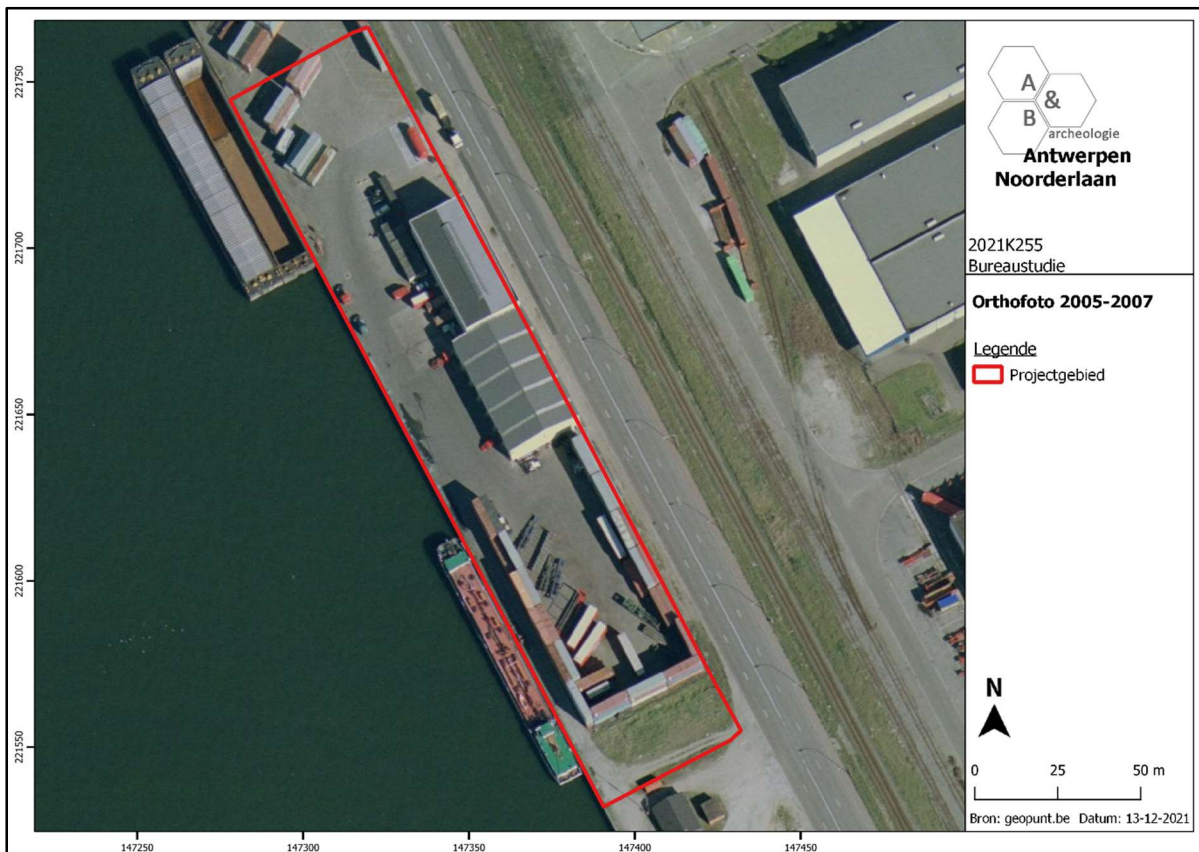 A
&
B
archeologie
Antwerpen
Noorderlaan
2021K255
Bureaustudie
Orthofoto 2005-2007
Legende
Projectgebied
N
0 25 50 m
Bron: geopunt.be Datum: 13-12-2021
221750
221700
221650
221600
221550
147250 147300 147350 147400 147450